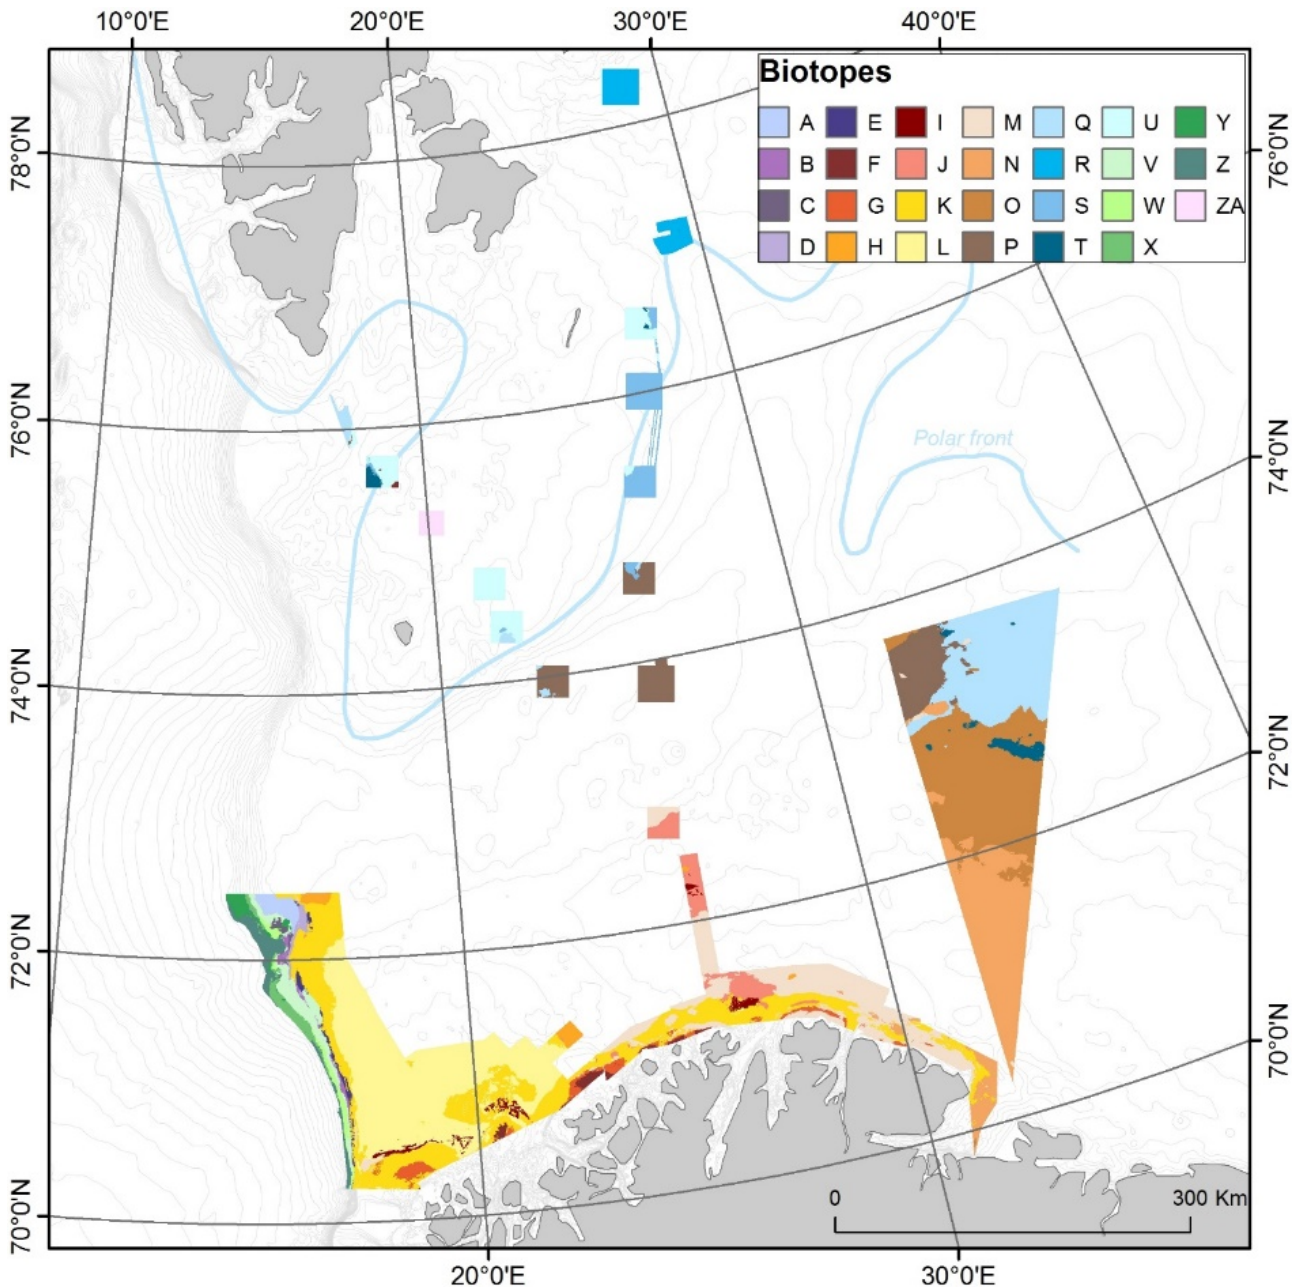 10°0'E 20°0'E 30°0'E 40°0'E
Biotopes
A E I M Q U Y
B F J N R V Z
C G K O S W ZA
D H L P T X
78°0'N
76°0'N
76°0'N
Polar front
74°0'N
74°0'N
72°0'N
72°0'N
70°0'N
70°0'N
0 300 Km
20°0'E 30°0'E